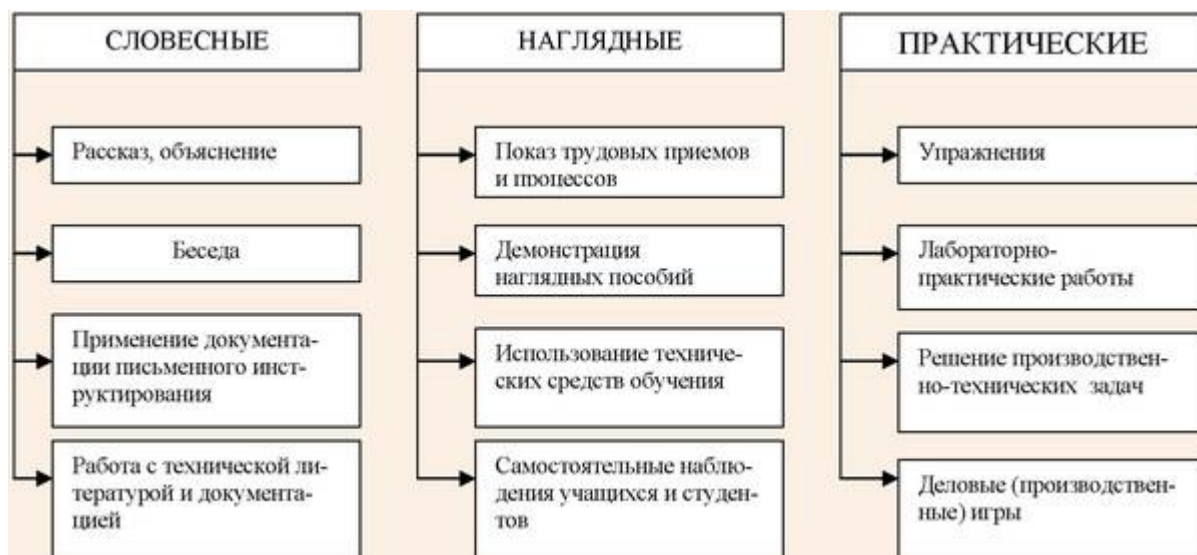 СЛОВЕСНЫЕ
Рассказ, объяснение
Беседа
Применение документа-
ции письменного инст-
руктирования
Работа с технической ли-
тературой и документа-
цией
НАГЛЯДНЫЕ
Показ трудовых приемов
и процессов
Демонстрация
наглядных пособий
Использование техниче-
ских средств обучения
Самостоятельные наблю-
дения учащихся и студен-
тов
ПРАКТИЧЕСКИЕ
Упражнения
Лабораторно-
практические работы
Решение производствен-
но-технических задач
Деловые (производствен-
ные) игры